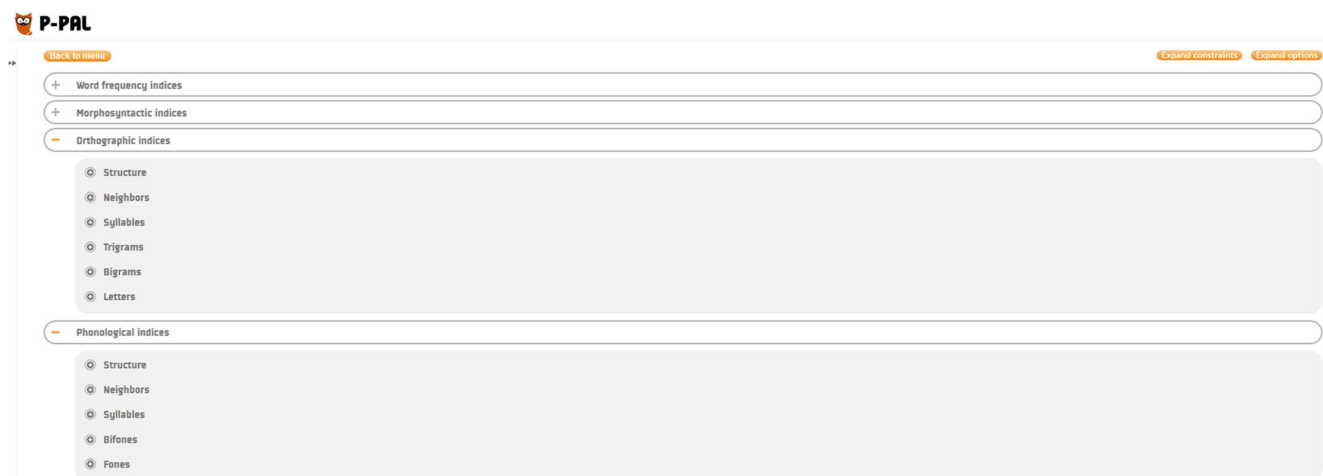 P-PAL
Back to menu Expand constraints Expand options
Word frequency indices
Morphosyntactic indices
Orthographic indices
Structure
Neighbors
Syllables
Trigrams
Bigrams
Letters
Phonological indices
Structure
Neighbors
Syllables
Bifones
Fones